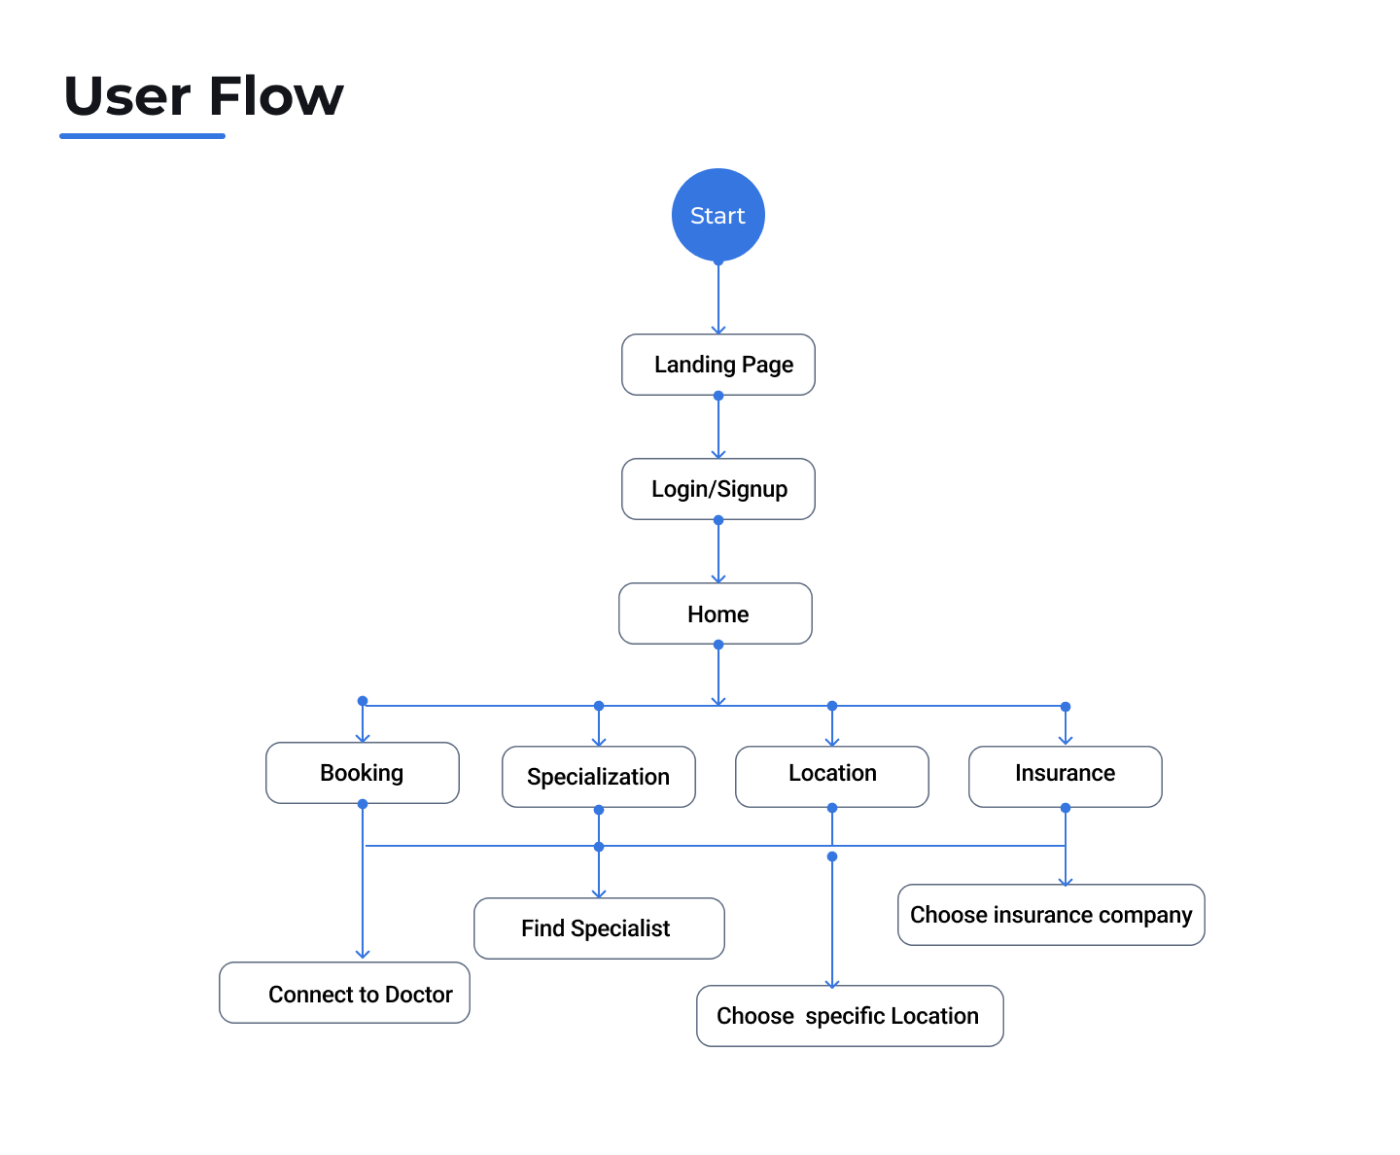 User Flow
Start
Landing Page
Login/Signup
Home
Booking
Specialization
Location
Insurance
Choose insurance company
Find Specialist
Connect to Doctor
Choose specific Location